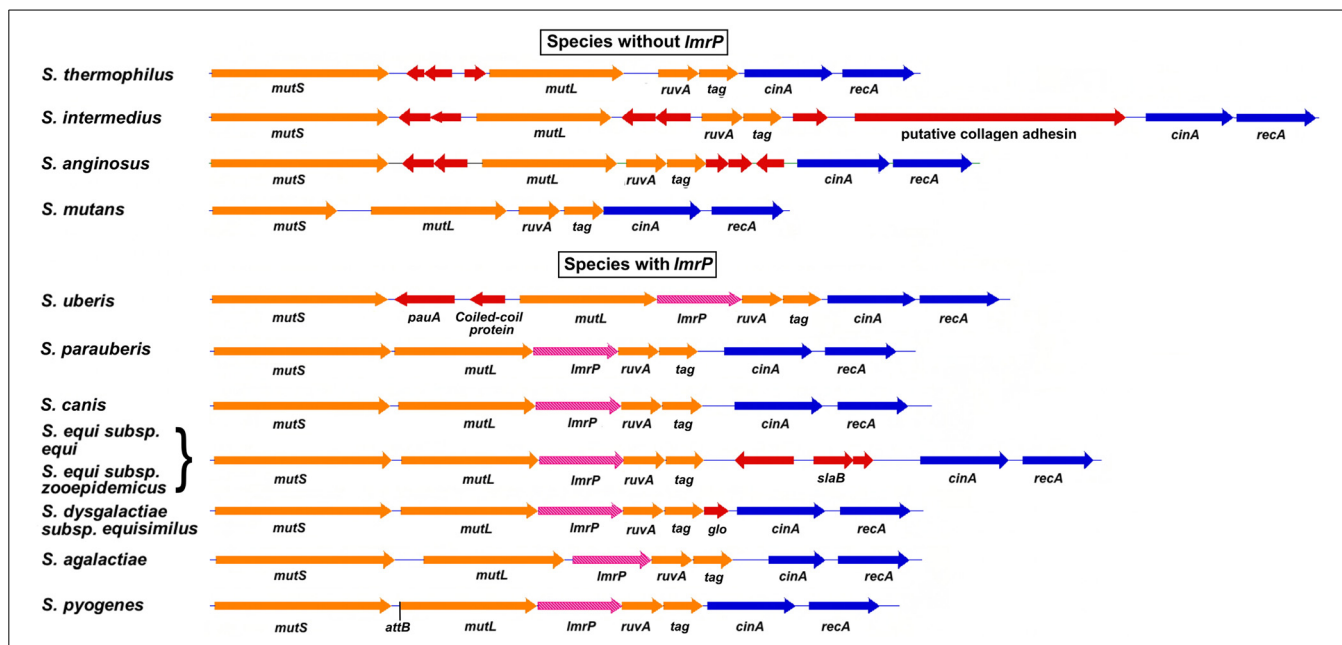 Species without lmrP
S. thermophilus
mutS mutL ruvA tag cinA recA
S. intermedius
putative collagen adhesin
mutS mutL ruvA tag cinA recA
S. anginosus
mutS mutL ruvA tag cinA recA
S. mutans
mutS mutL ruvA tag cinA recA
Species with lmrP
S. uberis
mutS pauA Coiled-coil protein mutL lmrP ruvA tag cinA recA
S. parauberis
mutS mutL lmrP ruvA tag cinA recA
S. canis
mutS mutL lmrP ruvA tag cinA recA
S. equi subsp.
equi
S. equi subsp.
zooepidemicus
mutS mutL lmrP ruvA tag slaB cinA recA
S. dysgalactiae
subsp. equisimilus
mutS mutL lmrP ruvA tag glo cinA recA
S. agalactiae
mutS mutL lmrP ruvA tag cinA recA
S. pyogenes
mutS attB mutL lmrP ruvA tag cinA recA